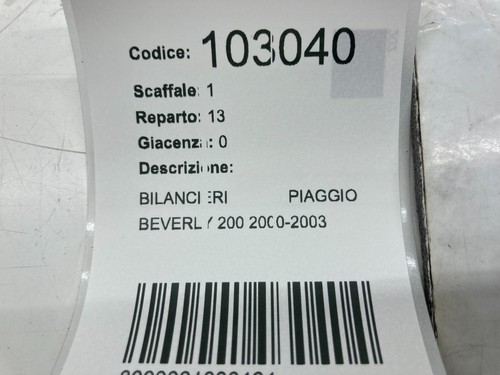 Codice: 103040
Scaffale: 1
Reparto: 13
Giacenza: 0
Descrizione:
BILANCIERI PIAGGIO
BEVERLY 200 2000-2003